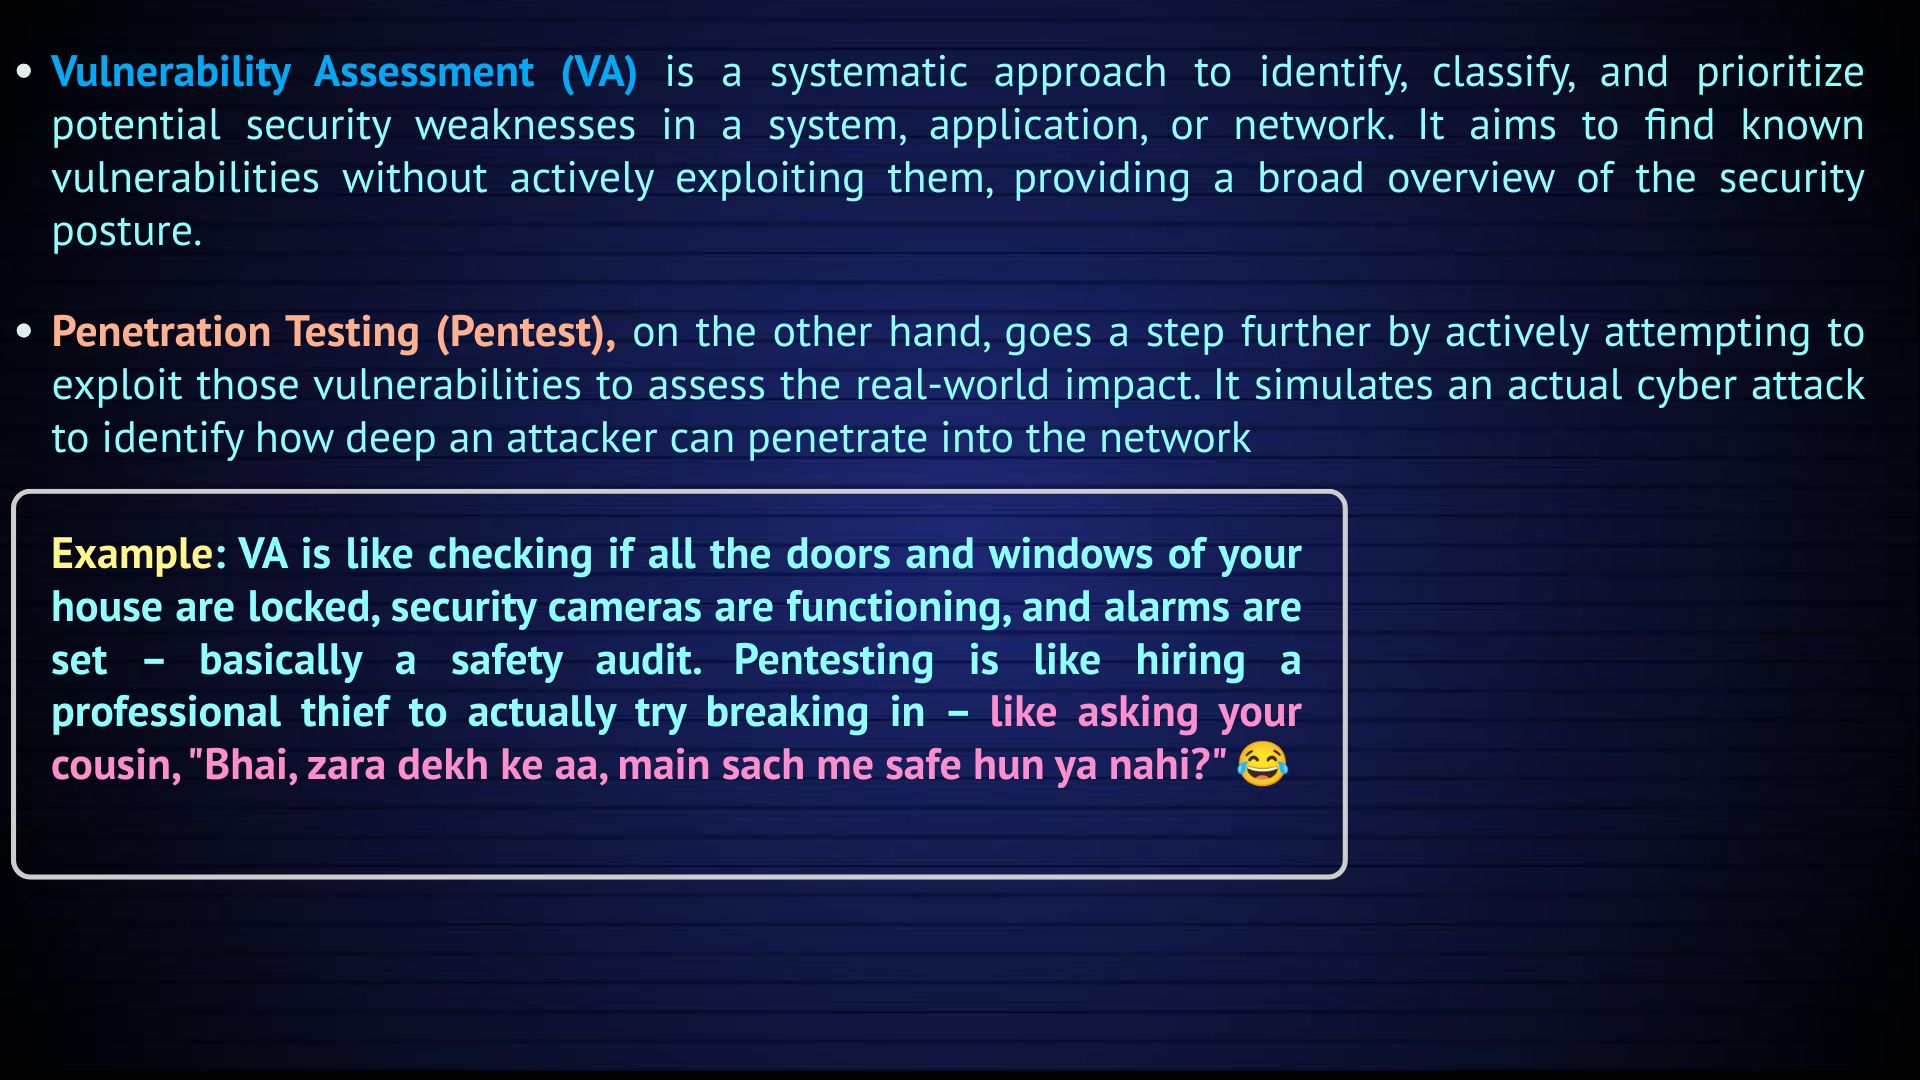 • Vulnerability Assessment (VA) is a systematic approach to identify, classify, and prioritize
potential security weaknesses in a system, application, or network. It aims to find known
vulnerabilities without actively exploiting them, providing a broad overview of the security
posture.
• Penetration Testing (Pentest), on the other hand, goes a step further by actively attempting to
exploit those vulnerabilities to assess the real-world impact. It simulates an actual cyber attack
to identify how deep an attacker can penetrate into the network
Example: VA is like checking if all the doors and windows of your
house are locked, security cameras are functioning, and alarms are
set – basically a safety audit. Pentesting is like hiring a
professional thief to actually try breaking in – like asking your
cousin, "Bhai, zara dekh ke aa, main sach me safe hun ya nahi?" 😂